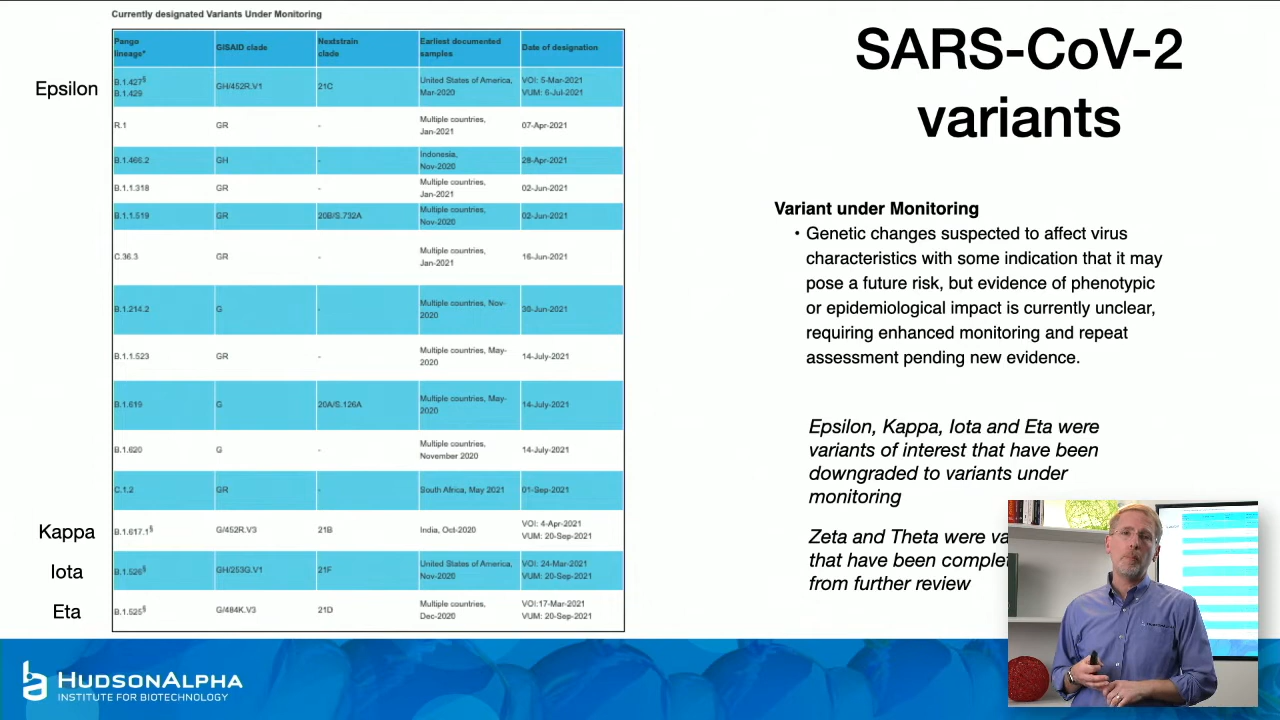 Currently designated Variants Under Monitoring
Pango lineage* GISAID clade Nextstrain clade Earliest documented samples Date of designation
Epsilon B.1.427§ B.1.429 GH/452R.V1 21C United States of America, Mar-2020 VOI: 5-Mar-2021 VUM: 6-Jul-2021
R.1 GR - Multiple countries, Jan-2021 07-Apr-2021
B.1.466.2 GH - Indonesia, Nov-2020 28-Apr-2021
B.1.1.318 GR - Multiple countries, Jan-2021 02-Jun-2021
B.1.1.519 GR 20B/S.732A Multiple countries, Nov-2020 02-Jun-2021
C.36.3 GR - Multiple countries, Jan-2021 16-Jun-2021
B.1.214.2 G - Multiple countries, Nov-2020 30-Jun-2021
B.1.1.523 GR - Multiple countries, May-2020 14-July-2021
B.1.619 G 20A/S.126A Multiple countries, May-2020 14-July-2021
B.1.620 G - Multiple countries, November 2020 14-July-2021
C.1.2 GR - South Africa, May 2021 01-Sep-2021
Kappa B.1.617.1§ G/452R.V3 21B India, Oct-2020 VOI: 4-Apr-2021 VUM: 20-Sep-2021
Iota B.1.526§ GH/253G.V1 21F United States of America, Nov-2020 VOI: 24-Mar-2021 VUM: 20-Sep-2021
Eta B.1.525§ G/484K.V3 21D Multiple countries, Dec-2020 VOI:17-Mar-2021 VUM: 20-Sep-2021
SARS-CoV-2
variants
Variant under Monitoring
• Genetic changes suspected to affect virus
characteristics with some indication that it may
pose a future risk, but evidence of phenotypic
or epidemiological impact is currently unclear,
requiring enhanced monitoring and repeat
assessment pending new evidence.
Epsilon, Kappa, Iota and Eta were
variants of interest that have been
downgraded to variants under
monitoring
Zeta and Theta were va
that have been complet
from further review
HUDSONALPHA
INSTITUTE FOR BIOTECHNOLOGY